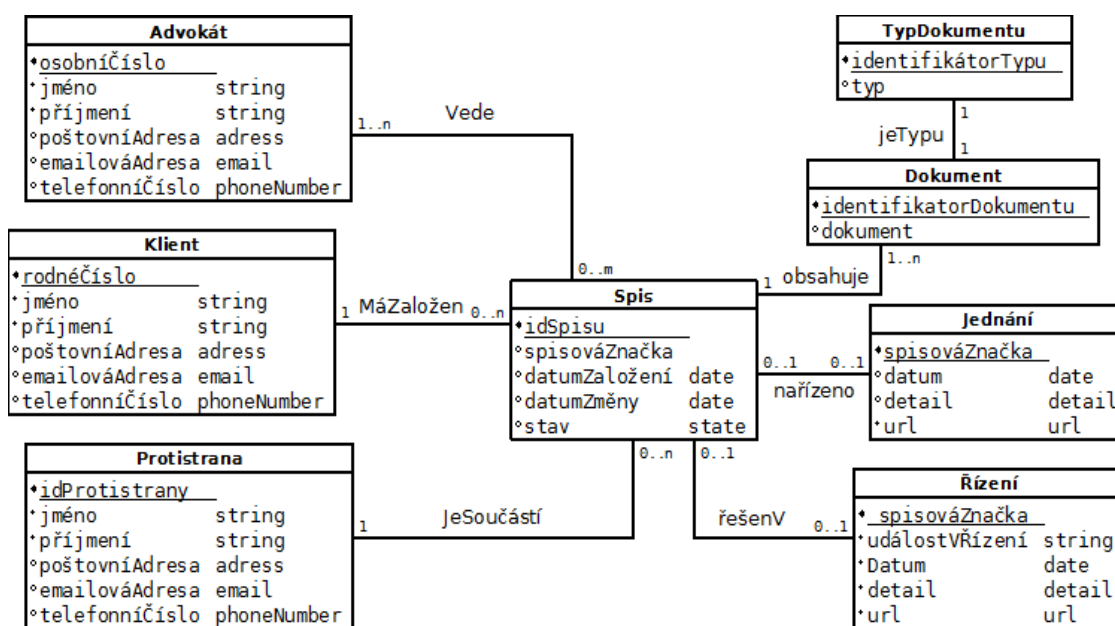 Advokát
osobníČíslo
jméno string
příjmení string
poštovníAdresa adress
emailováAdresa email
telefonníČíslo phoneNumber
Vede
1..n
0..m
TypDokumentu
identifikátorTypu
typ
1
jeTypu
1
Dokument
identifikatorDokumentu
dokument
1..n
1 obsahuje
Klient
rodnéČíslo
jméno string
příjmení string
poštovníAdresa adress
emailováAdresa email
telefonníČíslo phoneNumber
1 MáZaložen 0..n
Spis
idSpisu
spisováZnačka
datumZaložení date
datumZměny date
stav state
0..1 0..1
nařízeno
Jednání
spisováZnačka
datum date
detail detail
url url
Protistrana
idProtistrany
jméno string
příjmení string
poštovníAdresa adress
emailováAdresa email
telefonníČíslo phoneNumber
1 JeSoučástí
0..n
0..1
řešenV 0..1
Řízení
spisováZnačka
událostVŘízení string
Datum date
detail detail
url url